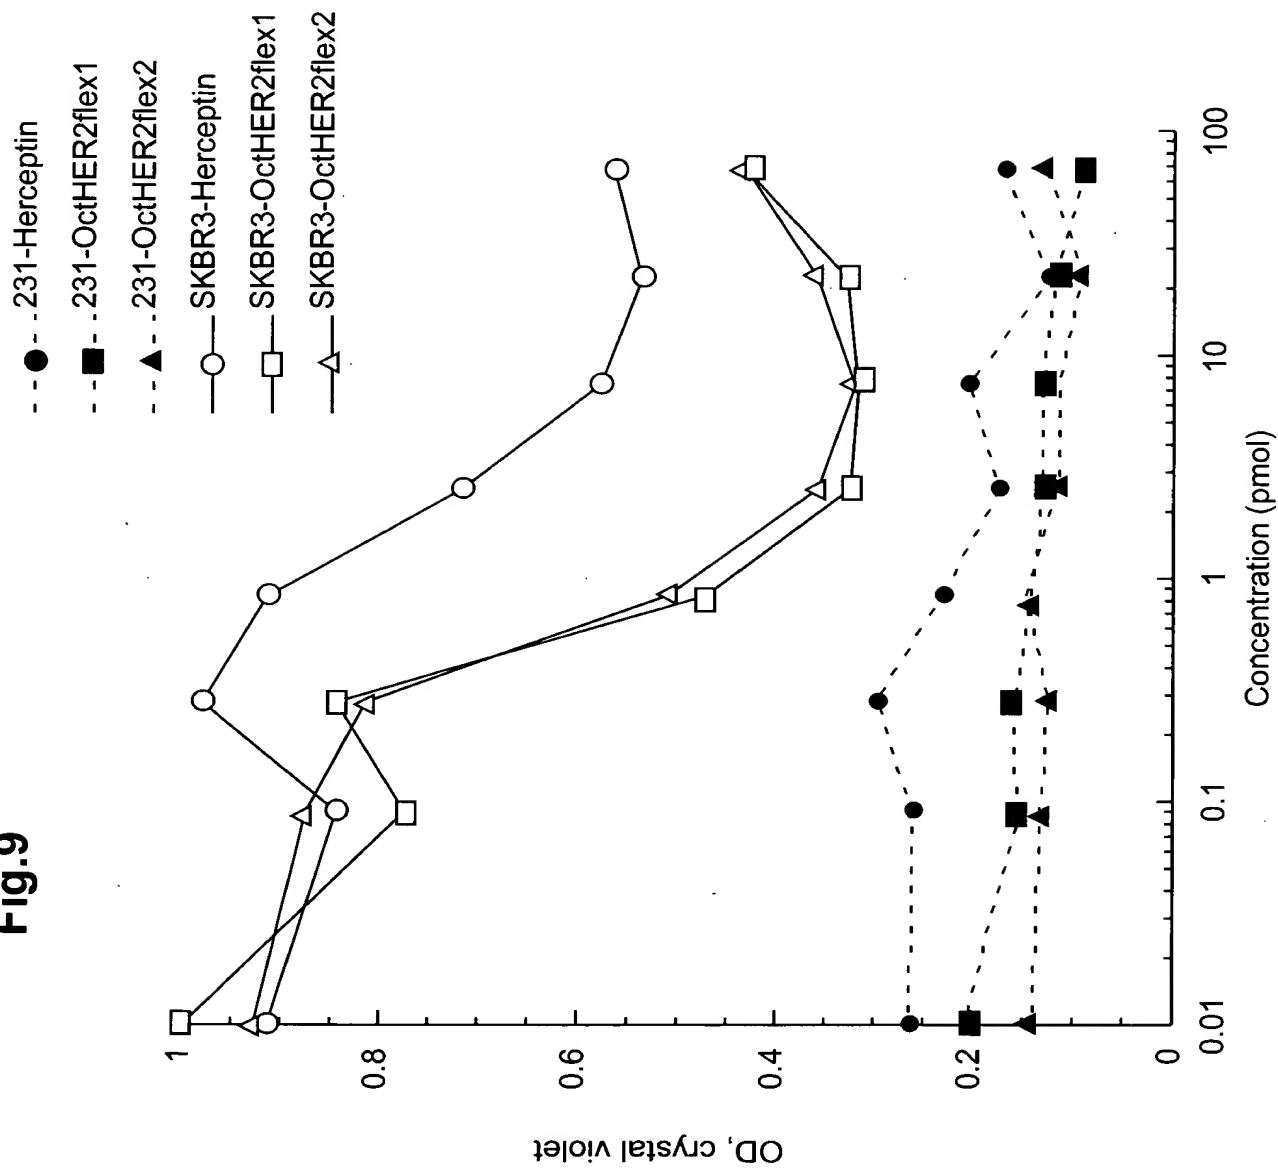 Fig.9
231-Herceptin
231-OctHER2flex1
231-OctHER2flex2
SKBR3-Herceptin
SKBR3-OctHER2flex1
SKBR3-OctHER2flex2
OD, crystal violet
1
0.8
0.6
0.4
0.2
0
0.01
0.1
1
10
100
Concentration (pmol)